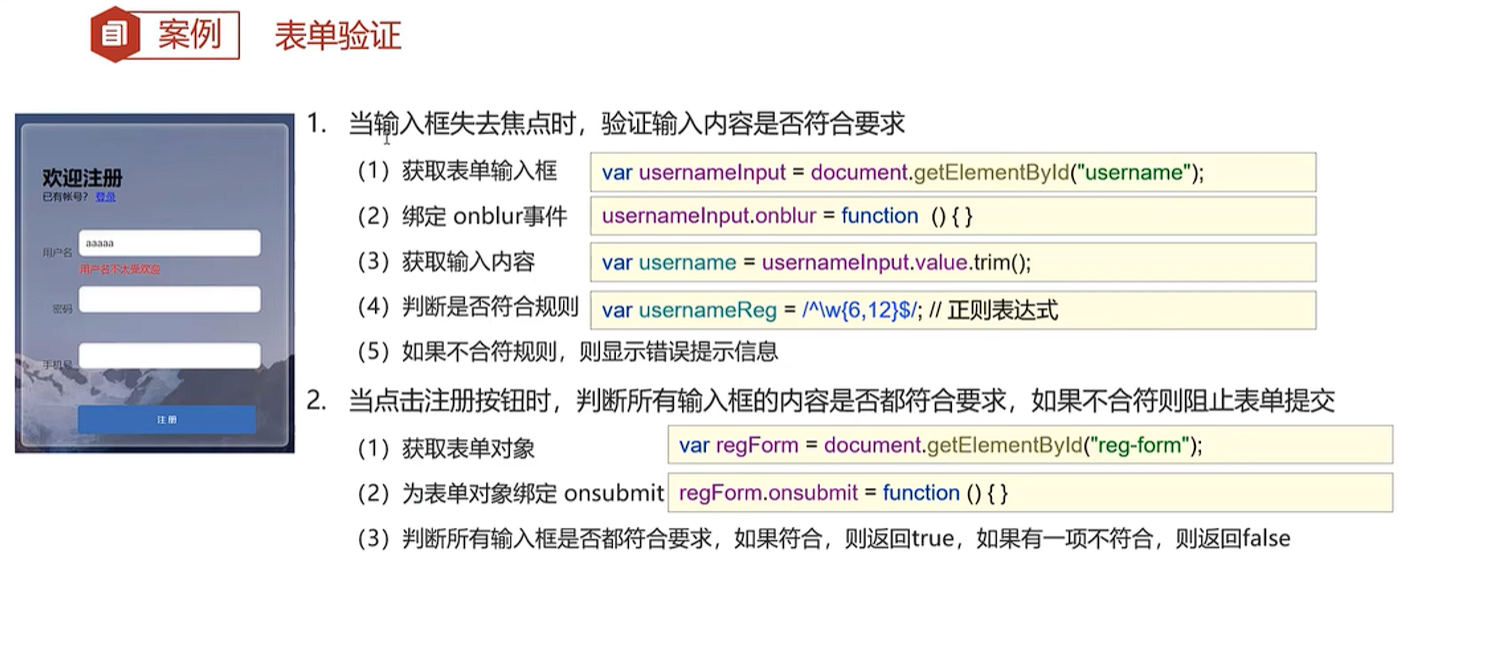 案例 表单验证
欢迎注册
已有帐号? 登录
用户名 aaaaa
用户名不太受欢迎
密码
手机号
注册
1. 当输入框失去焦点时，验证输入内容是否符合要求
（1）获取表单输入框 var usernameInput = document.getElementById("username");
（2）绑定 onblur事件 usernameInput.onblur = function () { }
（3）获取输入内容 var username = usernameInput.value.trim();
（4）判断是否符合规则 var usernameReg = /^\w{6,12}$/; // 正则表达式
（5）如果不合符规则，则显示错误提示信息
2. 当点击注册按钮时，判断所有输入框的内容是否都符合要求，如果不合符则阻止表单提交
（1）获取表单对象 var regForm = document.getElementById("reg-form");
（2）为表单对象绑定 onsubmit regForm.onsubmit = function () { }
（3）判断所有输入框是否都符合要求，如果符合，则返回true，如果有一项不符合，则返回false